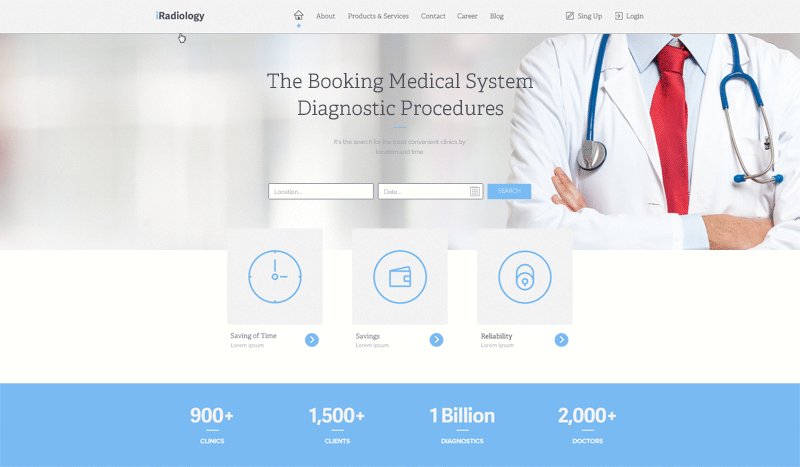 iRadiology
About
Products & Services
Contact
Career
Blog
Sing Up
Login
The Booking Medical System
Diagnostic Procedures
It's the search for the most convenient clinics by
location and time
Location...
Date...
SEARCH
Saving of Time
Lorem ipsum
Savings
Lorem ipsum
Reliability
Lorem ipsum
900+
CLINICS
1,500+
CLIENTS
1 Billion
DIAGNOSTICS
2,000+
DOCTORS